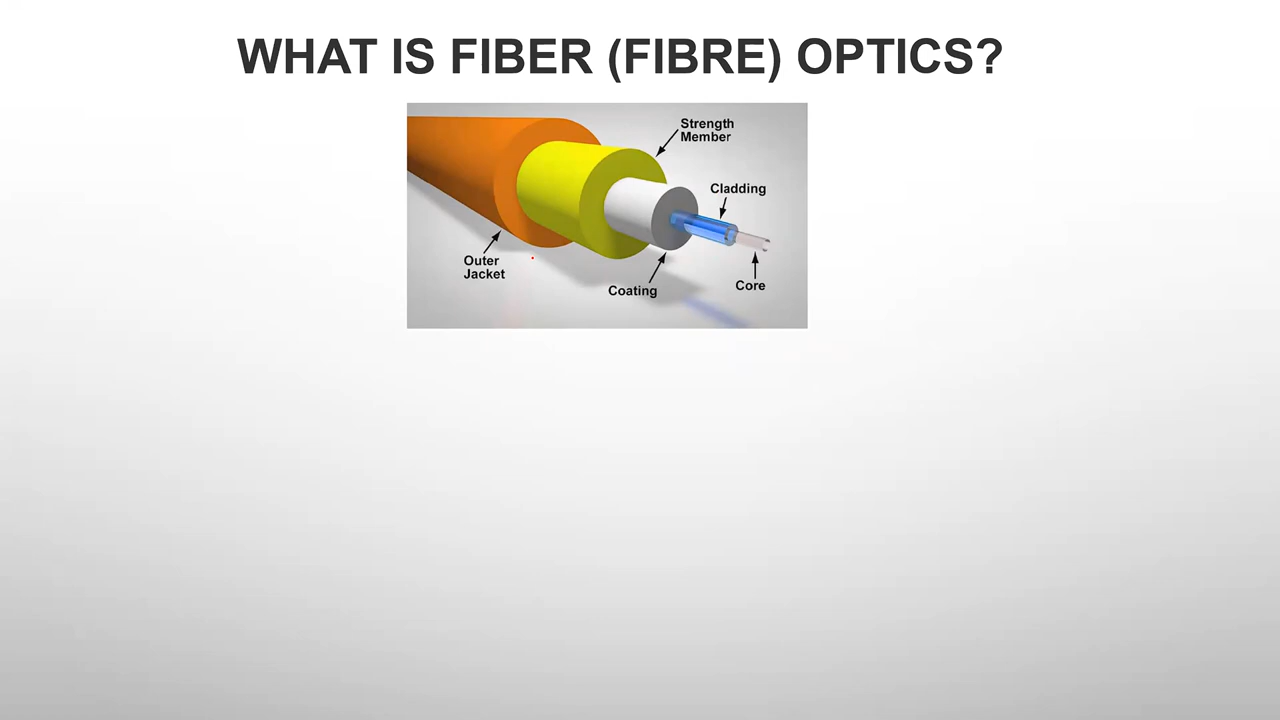 WHAT IS FIBER (FIBRE) OPTICS?
Strength
Member
Cladding
Outer
Jacket
Coating
Core